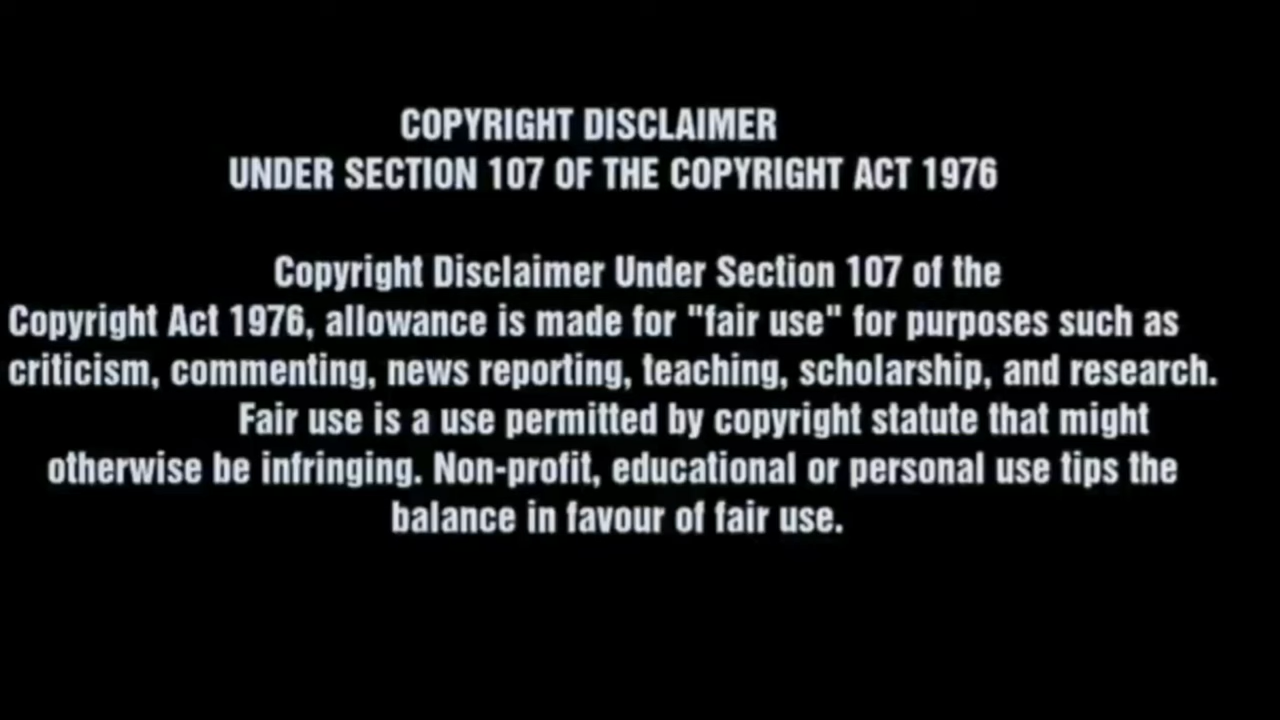 COPYRIGHT DISCLAIMER
UNDER SECTION 107 OF THE COPYRIGHT ACT 1976
Copyright Disclaimer Under Section 107 of the
Copyright Act 1976, allowance is made for "fair use" for purposes such as
criticism, commenting, news reporting, teaching, scholarship, and research.
Fair use is a use permitted by copyright statute that might
otherwise be infringing. Non-profit, educational or personal use tips the
balance in favour of fair use.